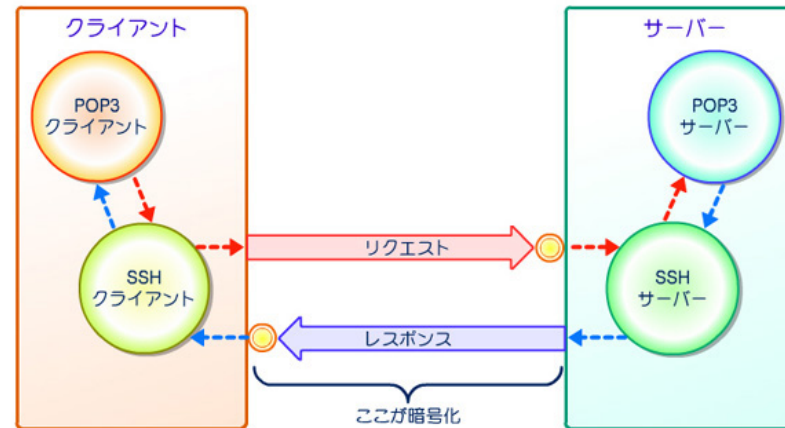 クライアント
サーバー
POP3
クライアント
POP3
サーバー
リクエスト
SSH
クライアント
SSH
サーバー
レスポンス
ここが暗号化